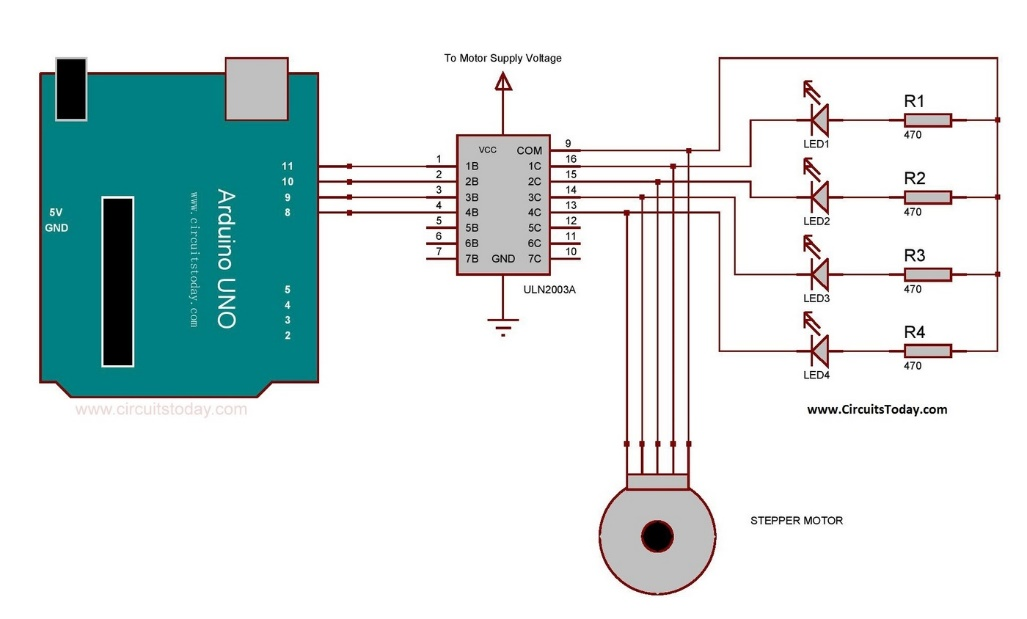 To Motor Supply Voltage
R1
LED1
470
R2
LED2
470
R3
LED3
470
R4
LED4
470
VCC
COM
9
1
1B
1C
16
2
2B
2C
15
3
3B
3C
14
4
4B
4C
13
5
5B
5C
12
6
6B
6C
11
7
7B
GND
7C
10
ULN2003A
11
10
9
8
5V
GND
5
4
3
2
Arduino UNO
www.circuitstoday.com
www.circuitstoday.com
www.CircuitsToday.com
STEPPER MOTOR